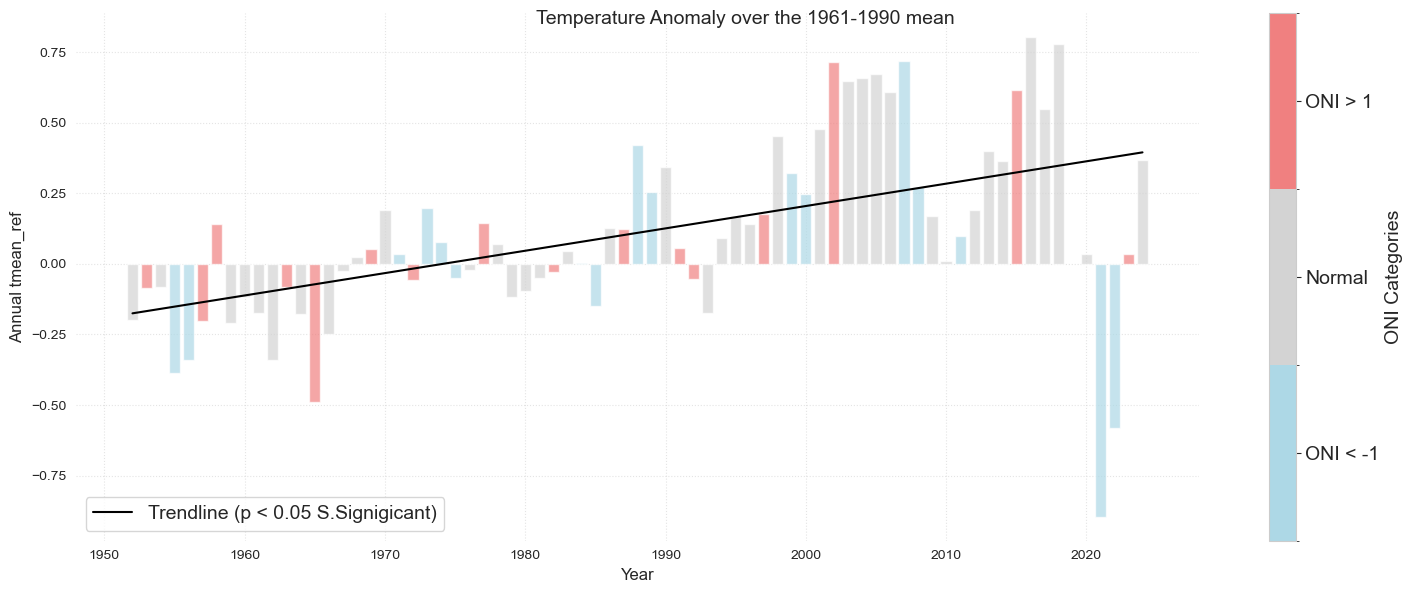 Temperature Anomaly over the 1961-1990 mean
Annual tmean_ref
0.75
0.50
0.25
0.00
−0.25
−0.50
−0.75
Trendline (p < 0.05 S.Signigicant)
1950
1960
1970
1980
1990
2000
2010
2020
Year
ONI > 1
Normal
ONI < -1
ONI Categories